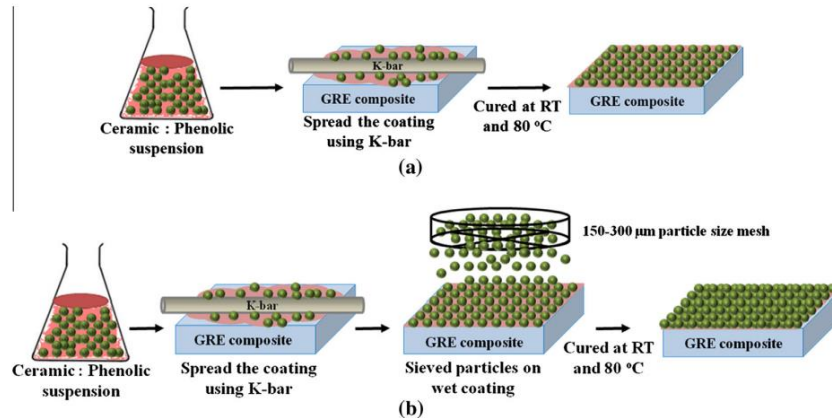 K-bar
GRE composite
Ceramic : Phenolic
suspension
Spread the coating
using K-bar
Cured at RT
and 80 °C
GRE composite
(a)
150-300 µm particle size mesh
K-bar
GRE composite
GRE composite
GRE composite
Ceramic : Phenolic
suspension
Spread the coating
using K-bar
Sieved particles on
wet coating
Cured at RT
and 80 °C
(b)